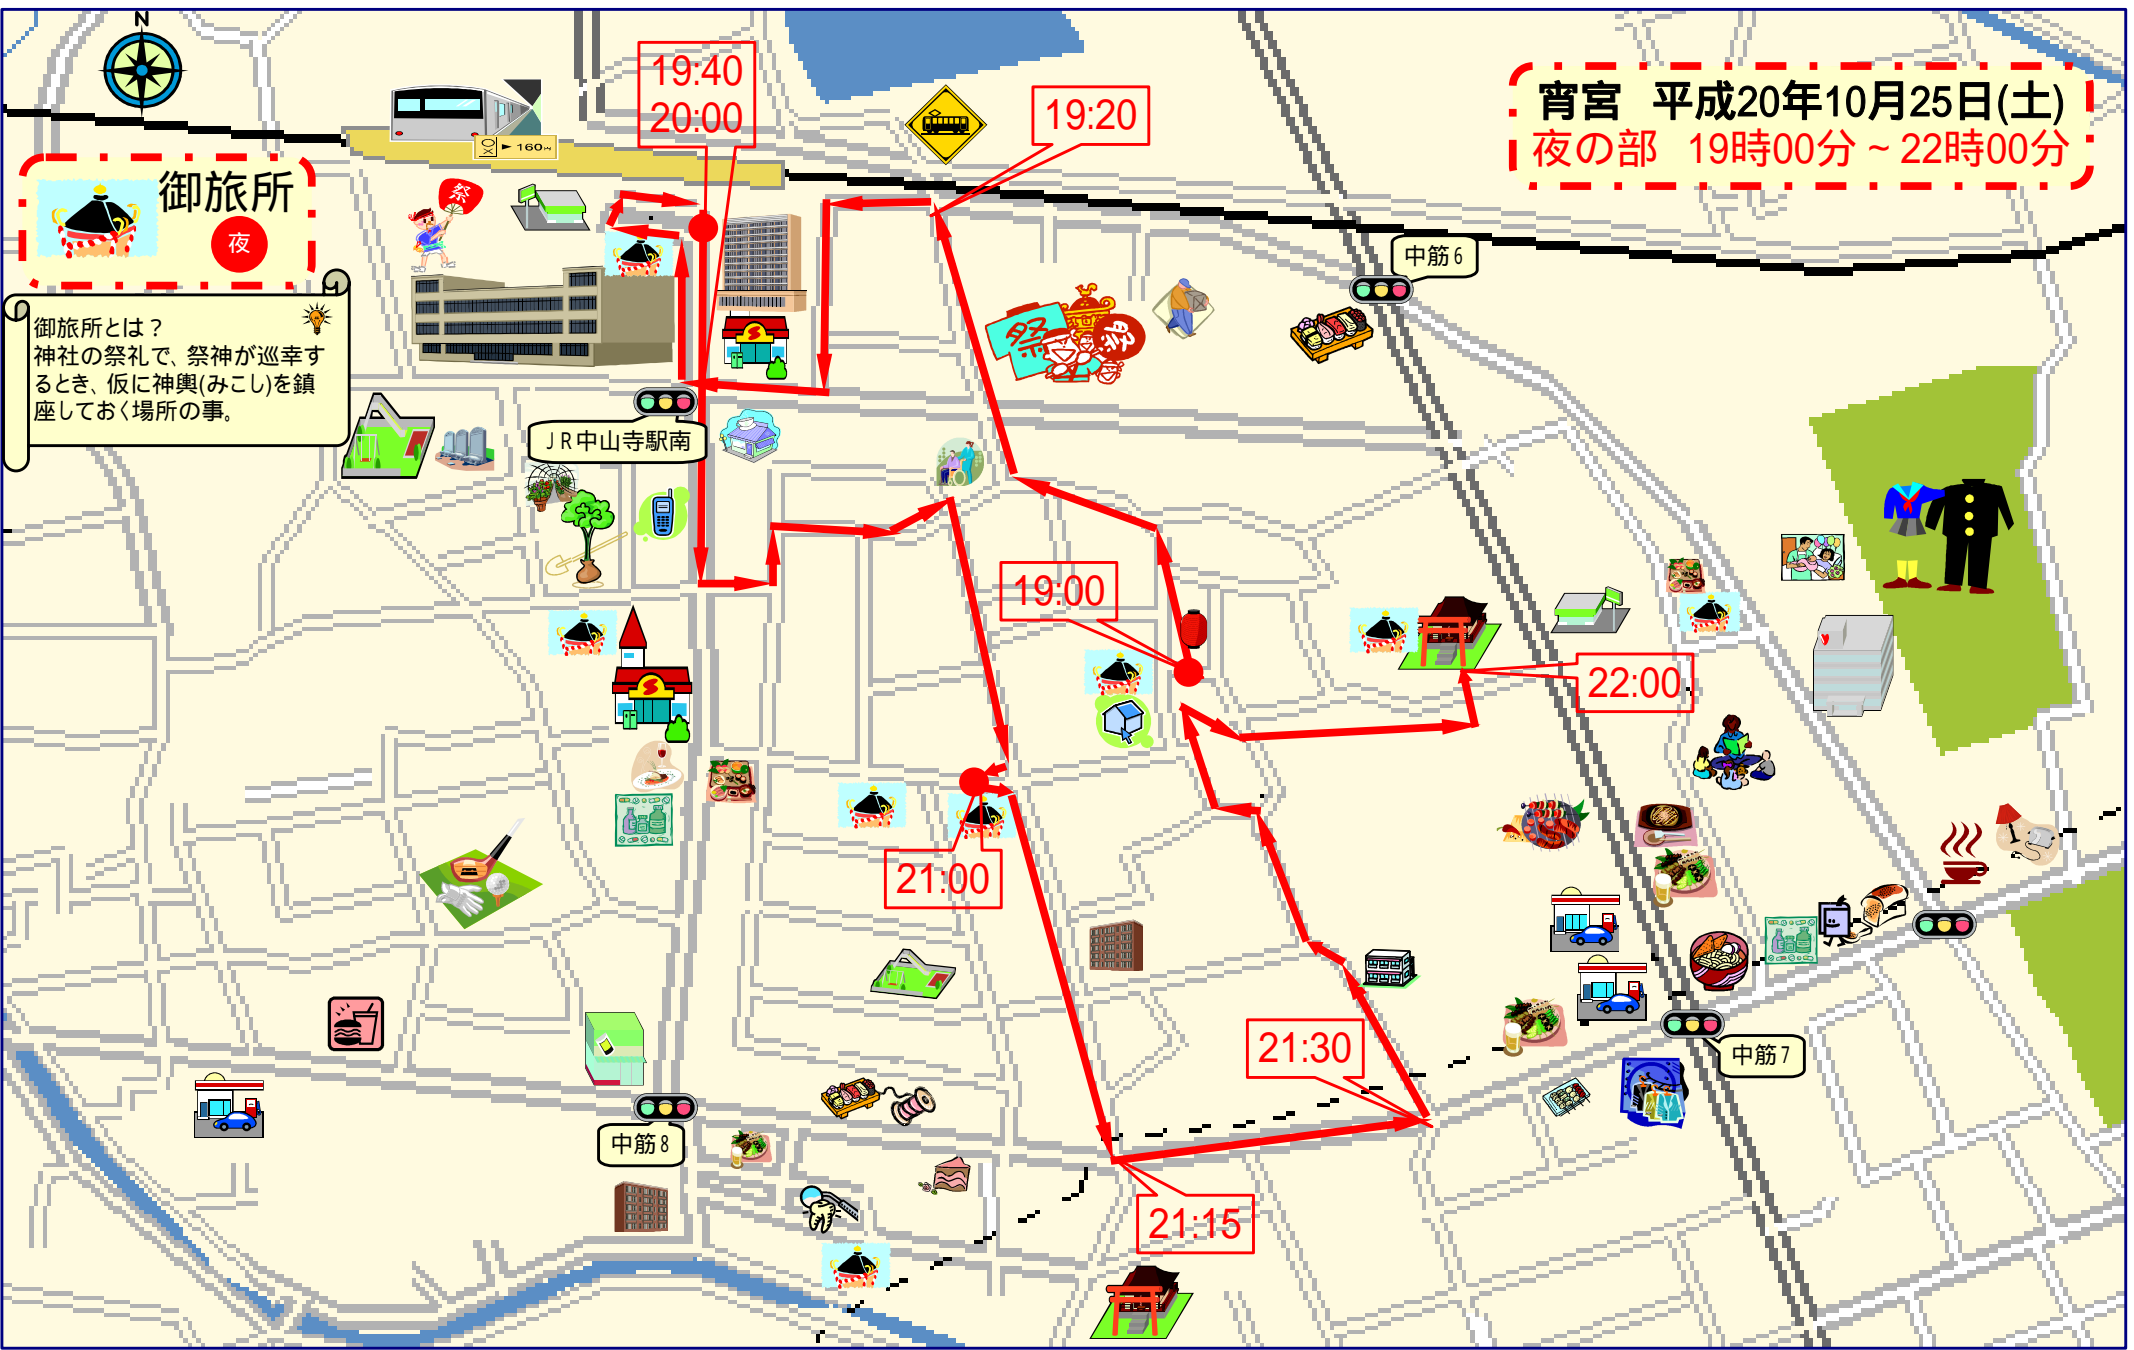 N
19:40
20:00
19:20
宵宮 平成20年10月25日(土)
夜の部 19時00分~22時00分
160
御旅所
夜
祭
中筋6
御旅所とは?
神社の祭礼で、祭神が巡幸す
るとき、仮に神輿(みこし)を鎮
座しておく場所の事。
祭
祭
S
JR中山寺駅南
19:00
22:00
S
21:00
21:30
中筋7
中筋8
21:15